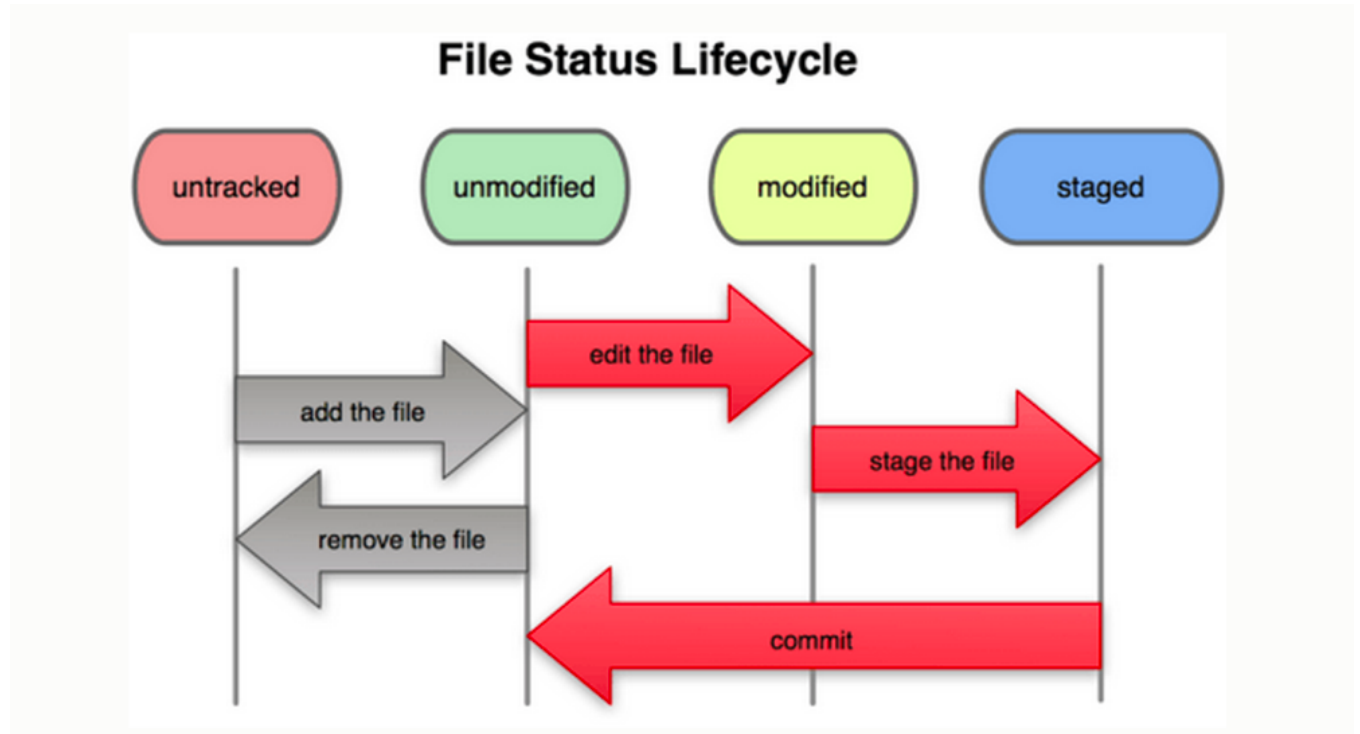 File Status Lifecycle
untracked
unmodified
modified
staged
edit the file
add the file
stage the file
remove the file
commit